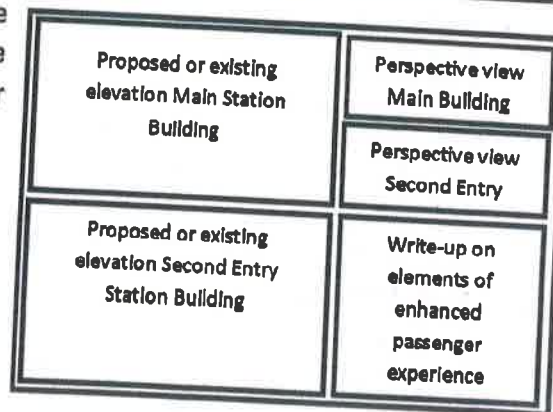 e
e
r
Proposed or existing
elevation Main Station
Building
Perspective view
Main Building
Perspective view
Second Entry
Proposed or existing
elevation Second Entry
Station Building
Write-up on
elements of
enhanced
passenger
experience